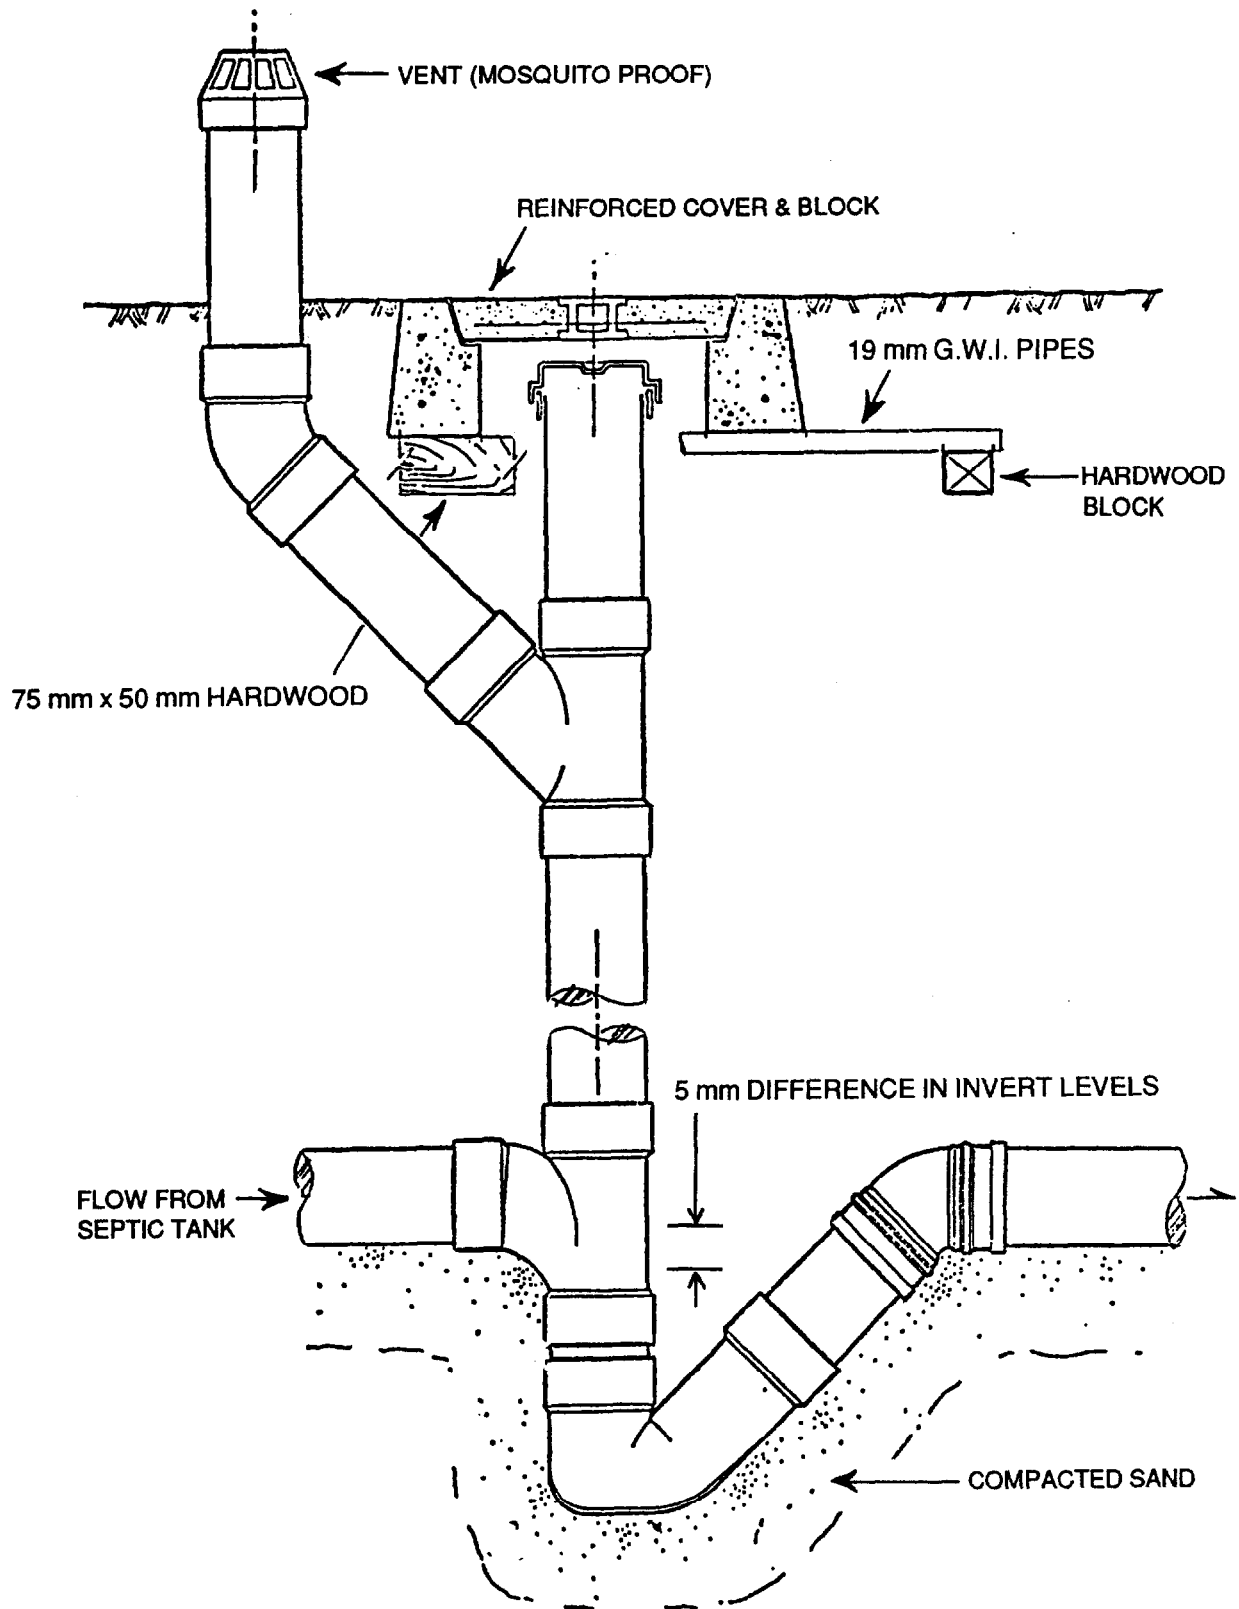 VENT (MOSQUITO PROOF)
REINFORCED COVER & BLOCK
19 mm G.W.I. PIPES
HARDWOOD
BLOCK
75 mm x 50 mm HARDWOOD
5 mm DIFFERENCE IN INVERT LEVELS
FLOW FROM
SEPTIC TANK
COMPACTED SAND